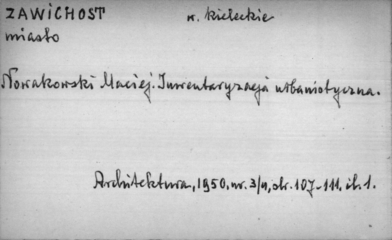 ZAWICHOST w. kieleckie
miasto
Nowakowski Maciej. Inwentaryzacja urbanistyczna.
Architektura, 1950, nr. 3/4, str. 107-111. il. 1.